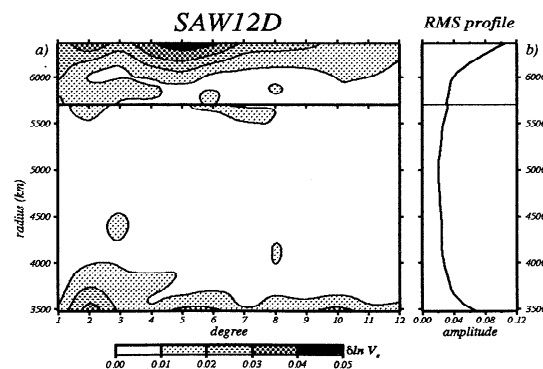 SAW12D RMS profile
a) b)
6000 6000
5500 5500
5000 5000
4500 4500
4000 4000
3500 3500
radius (km)
1 2 3 4 5 6 7 8 9 10 11 12 0.00 0.04 0.08 0.12
degree amplitude
δln Vs
0.00 0.01 0.02 0.03 0.04 0.05